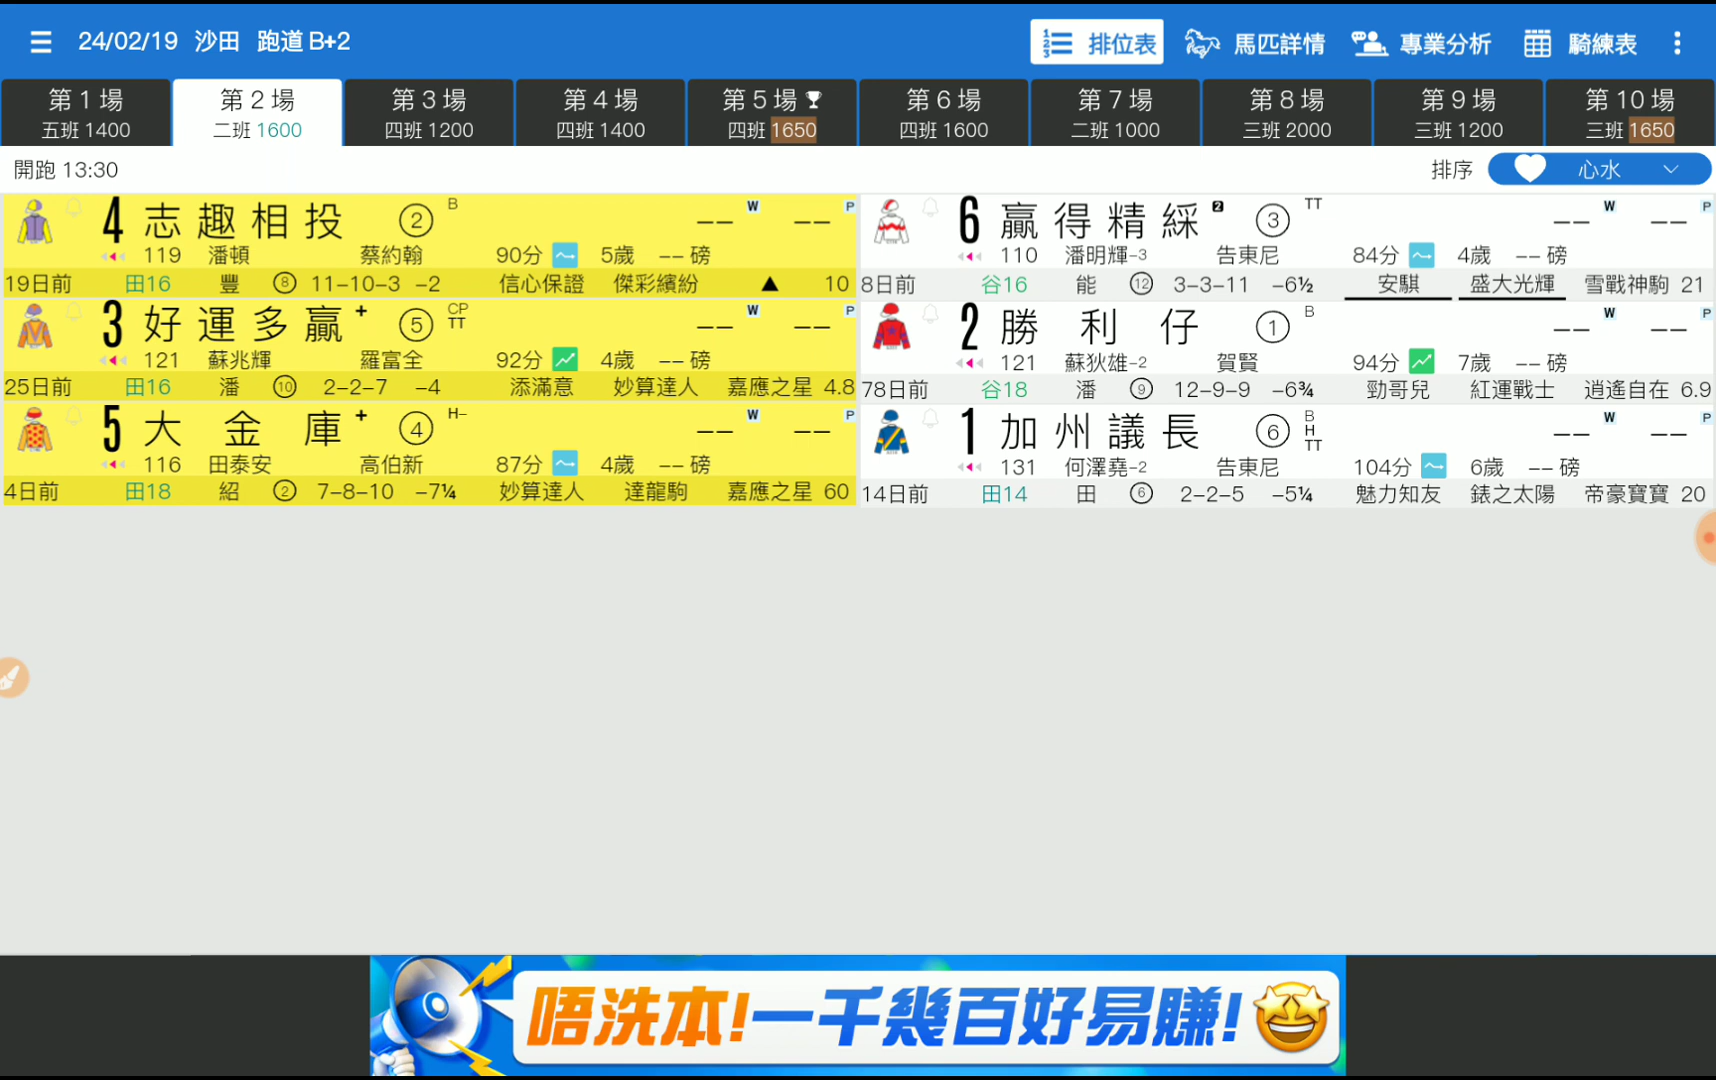 24/02/19 沙田 跑道 B+2
排位表 馬匹詳情 專業分析 騎練表
第 1 場 第 2 場 第 3 場 第 4 場 第 5 場 第 6 場 第 7 場 第 8 場 第 9 場 第 10 場
五班 1400 二班 1600 四班 1200 四班 1400 四班 1650 四班 1600 二班 1000 三班 2000 三班 1200 三班 1650
開跑 13:30 排序 心水
4 志趣相投 ② B -- W -- P
119 潘頓 蔡約翰 90分 5歲 -- 磅
19日前 田16 豐 ⑧ 11-10-3 -2 信心保證 傑彩繽紛 ▲ 10
3 好運多贏 + ⑤ CP TT -- W -- P
121 蘇兆輝 羅富全 92分 4歲 -- 磅
25日前 田16 潘 ⑩ 2-2-7 -4 添滿意 妙算達人 嘉應之星 4.8
5 大金庫 + ④ H- -- W -- P
116 田泰安 高伯新 87分 4歲 -- 磅
4日前 田18 紹 ② 7-8-10 -7¼ 妙算達人 達龍駒 嘉應之星 60
6 贏得精綵 2 ③ TT -- W -- P
110 潘明輝-3 告東尼 84分 4歲 -- 磅
8日前 谷16 能 ⑫ 3-3-11 -6½ 安騏 盛大光輝 雪戰神駒 21
2 勝利仔 ① B -- W -- P
121 蘇狄雄-2 賀賢 94分 7歲 -- 磅
78日前 谷18 潘 ⑨ 12-9-9 -6¾ 勁哥兒 紅運戰士 逍遙自在 6.9
1 加州議長 ⑥ B H TT -- W -- P
131 何澤堯-2 告東尼 104分 6歲 -- 磅
14日前 田14 田 ⑥ 2-2-5 -5¼ 魅力知友 錶之太陽 帝豪寶寶 20
唔洗本!一千幾百好易賺!